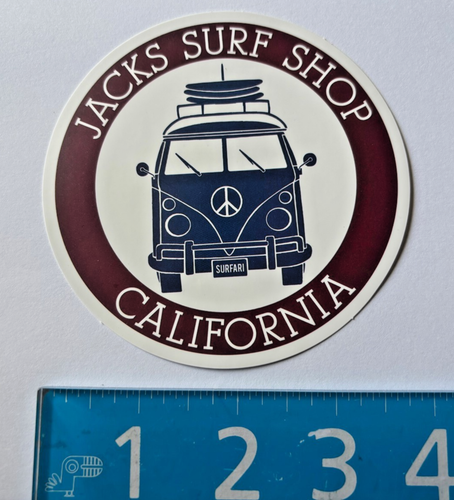 JACKS SURF SHOP
SURFARI
CALIFORNIA
1 2 3 4